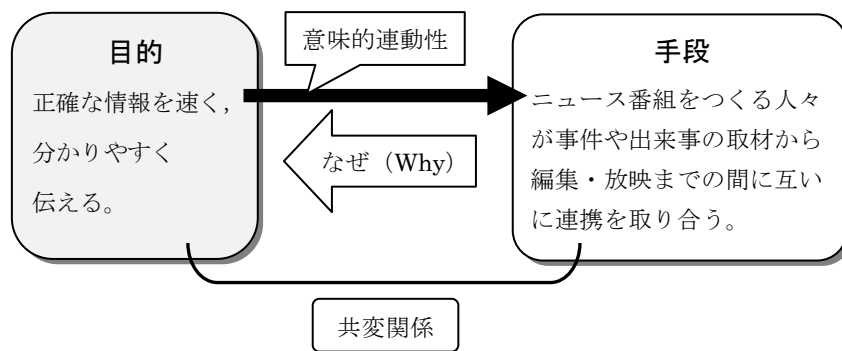 目的
正確な情報を速く，
分かりやすく
伝える。
意味的連動性
なぜ（Why）
手段
ニュース番組をつくる人々
が事件や出来事の取材から
編集・放映までの間に互い
に連携を取り合う。
共変関係